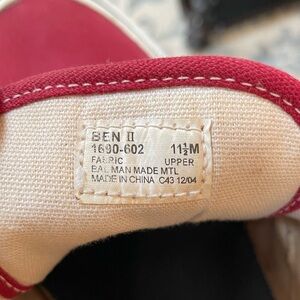 BEN II
1690-602 11½M
FABRIC UPPER
BAL MAN MADE MTL
MADE IN CHINA C43 12/04